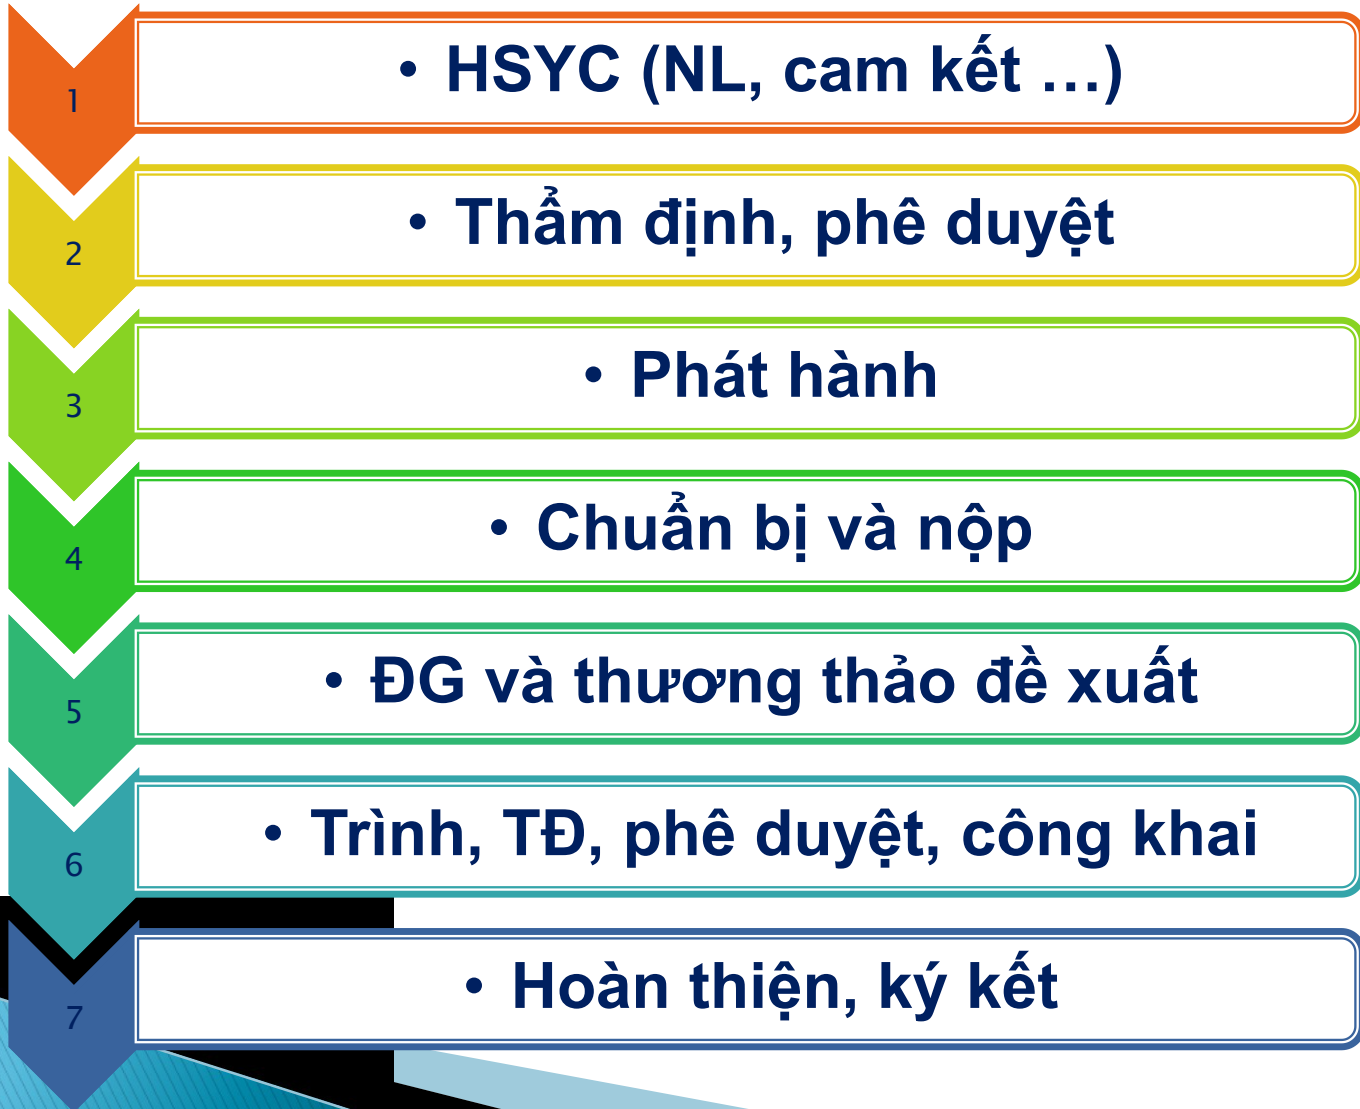 1
• HSYC (NL, cam kết …)
2
• Thẩm định, phê duyệt
3
• Phát hành
4
• Chuẩn bị và nộp
5
• ĐG và thương thảo đề xuất
6
• Trình, TĐ, phê duyệt, công khai
7
• Hoàn thiện, ký kết